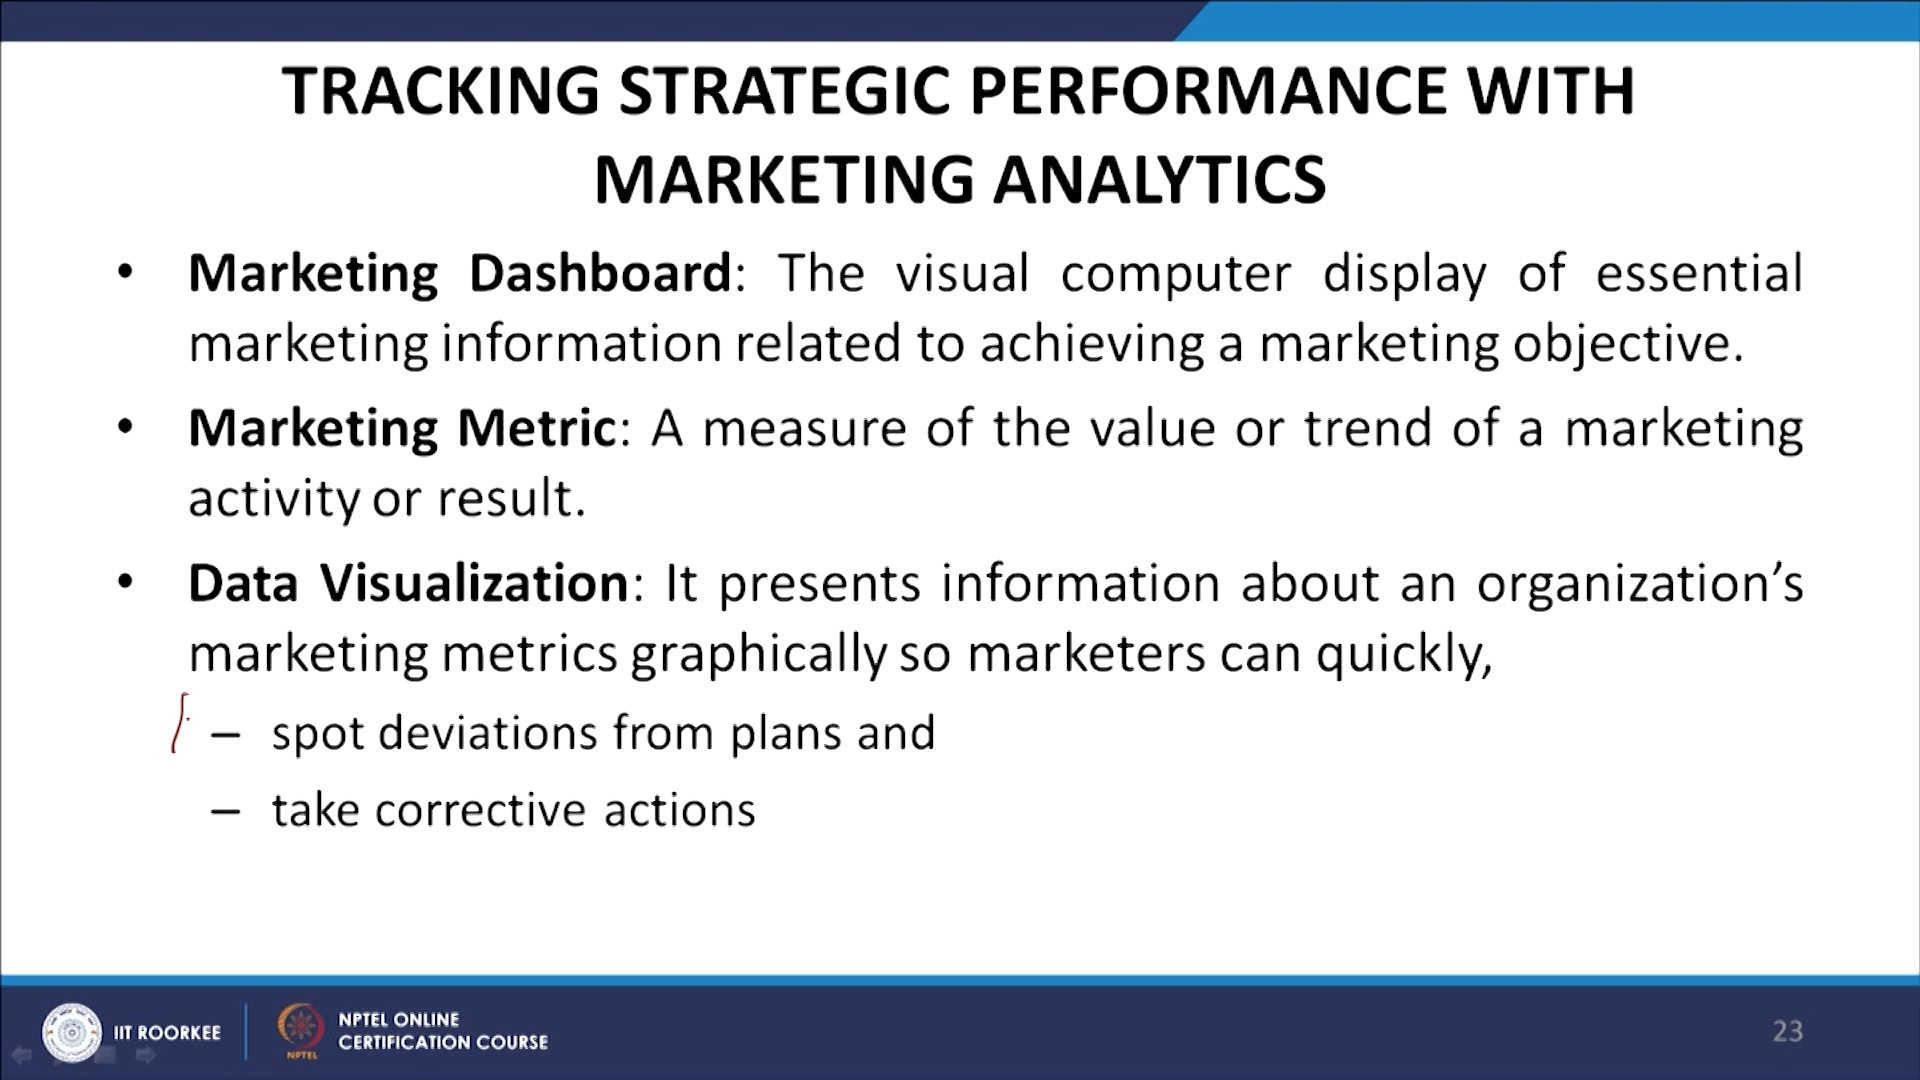 TRACKING STRATEGIC PERFORMANCE WITH
MARKETING ANALYTICS
• Marketing Dashboard: The visual computer display of essential
marketing information related to achieving a marketing objective.
• Marketing Metric: A measure of the value or trend of a marketing
activity or result.
• Data Visualization: It presents information about an organization’s
marketing metrics graphically so marketers can quickly,
– spot deviations from plans and
– take corrective actions
IIT ROORKEE
NPTEL
NPTEL ONLINE
CERTIFICATION COURSE
23